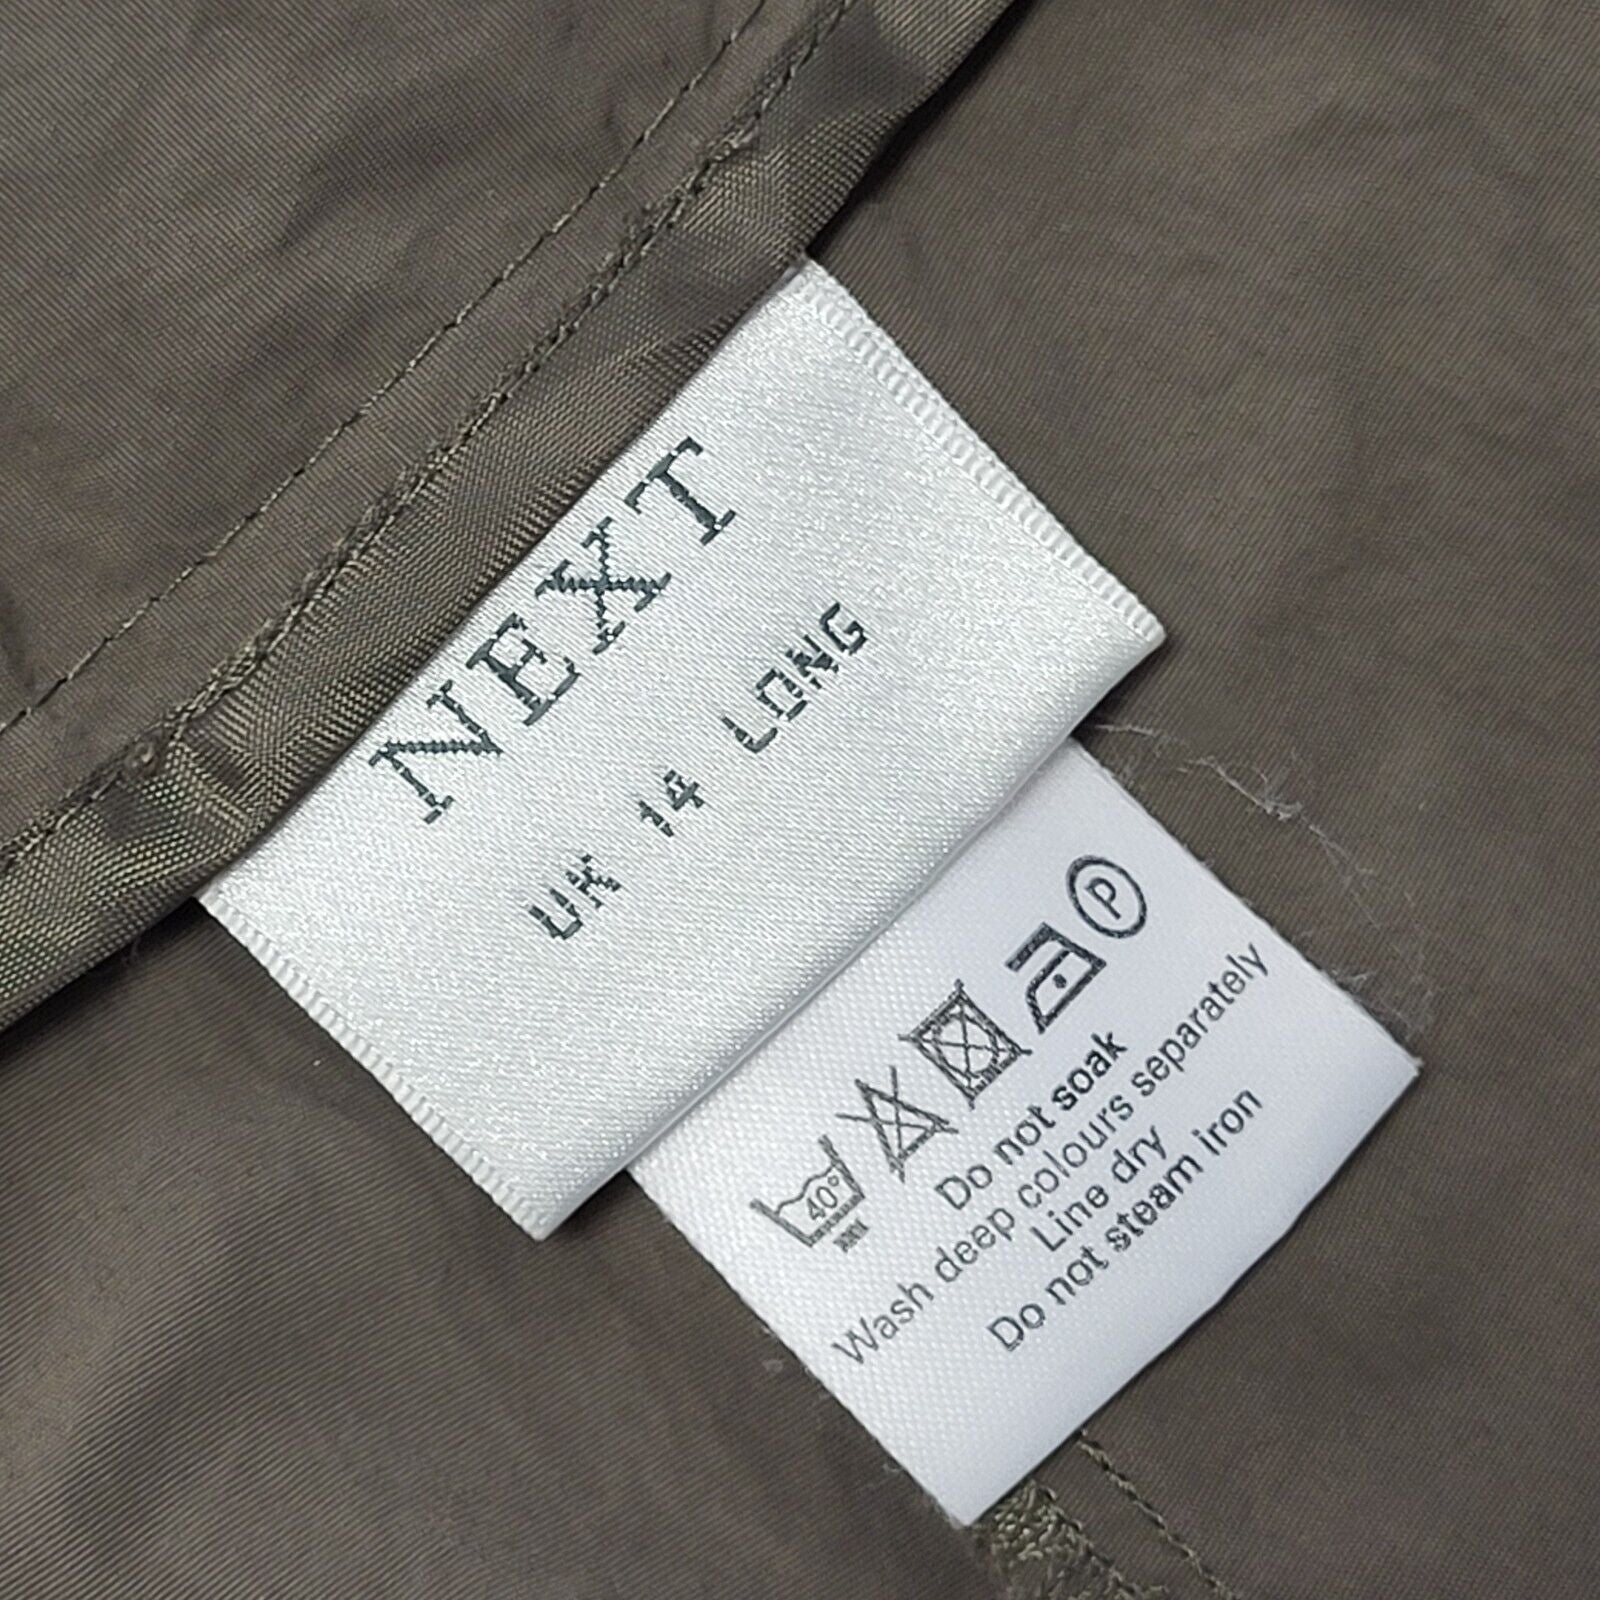 NEXT
UK 14 LONG
40°
P
Do not soak
Wash deep colours separately
Line dry
Do not steam iron